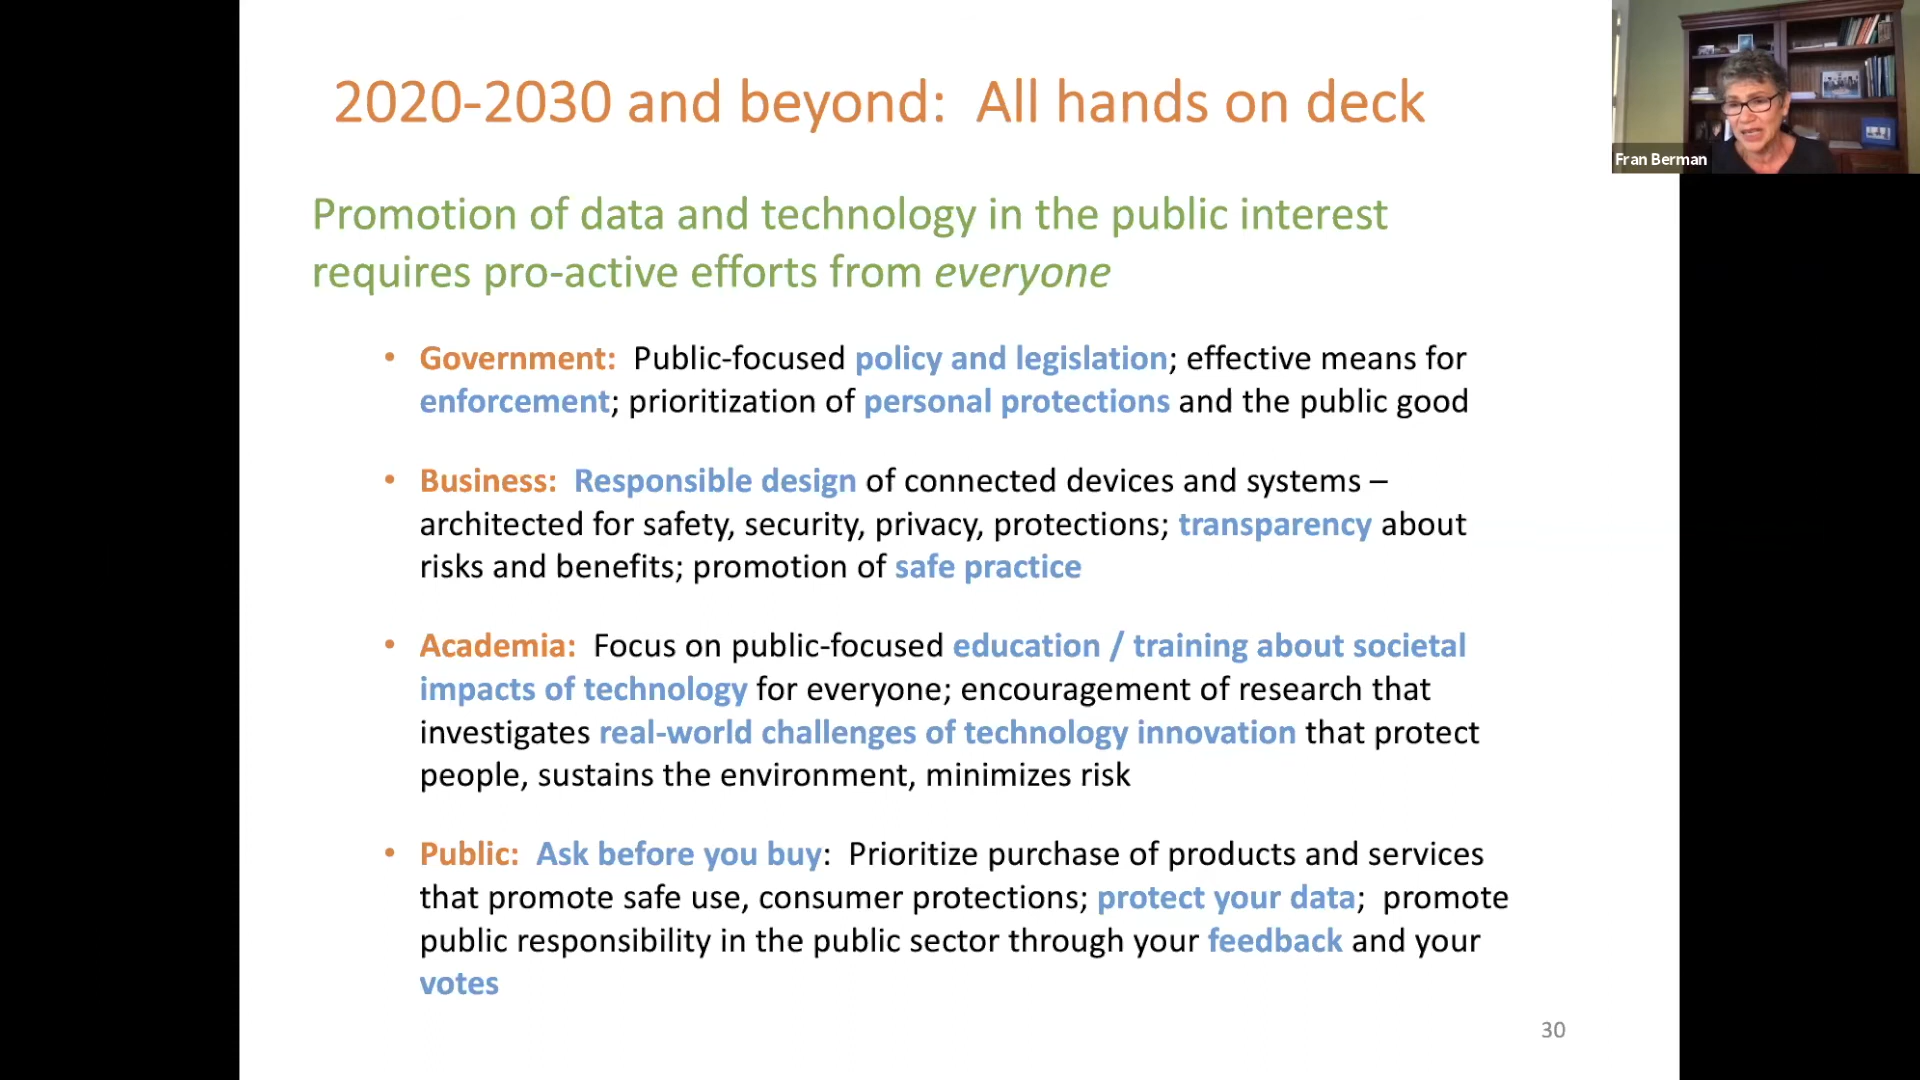 2020-2030 and beyond:  All hands on deck
Fran Berman
Promotion of data and technology in the public interest
requires pro-active efforts from everyone
• Government:  Public-focused policy and legislation; effective means for
enforcement; prioritization of personal protections and the public good
• Business:  Responsible design of connected devices and systems –
architected for safety, security, privacy, protections; transparency about
risks and benefits; promotion of safe practice
• Academia:  Focus on public-focused education / training about societal
impacts of technology for everyone; encouragement of research that
investigates real-world challenges of technology innovation that protect
people, sustains the environment, minimizes risk
• Public:  Ask before you buy:  Prioritize purchase of products and services
that promote safe use, consumer protections; protect your data;  promote
public responsibility in the public sector through your feedback and your
votes
30